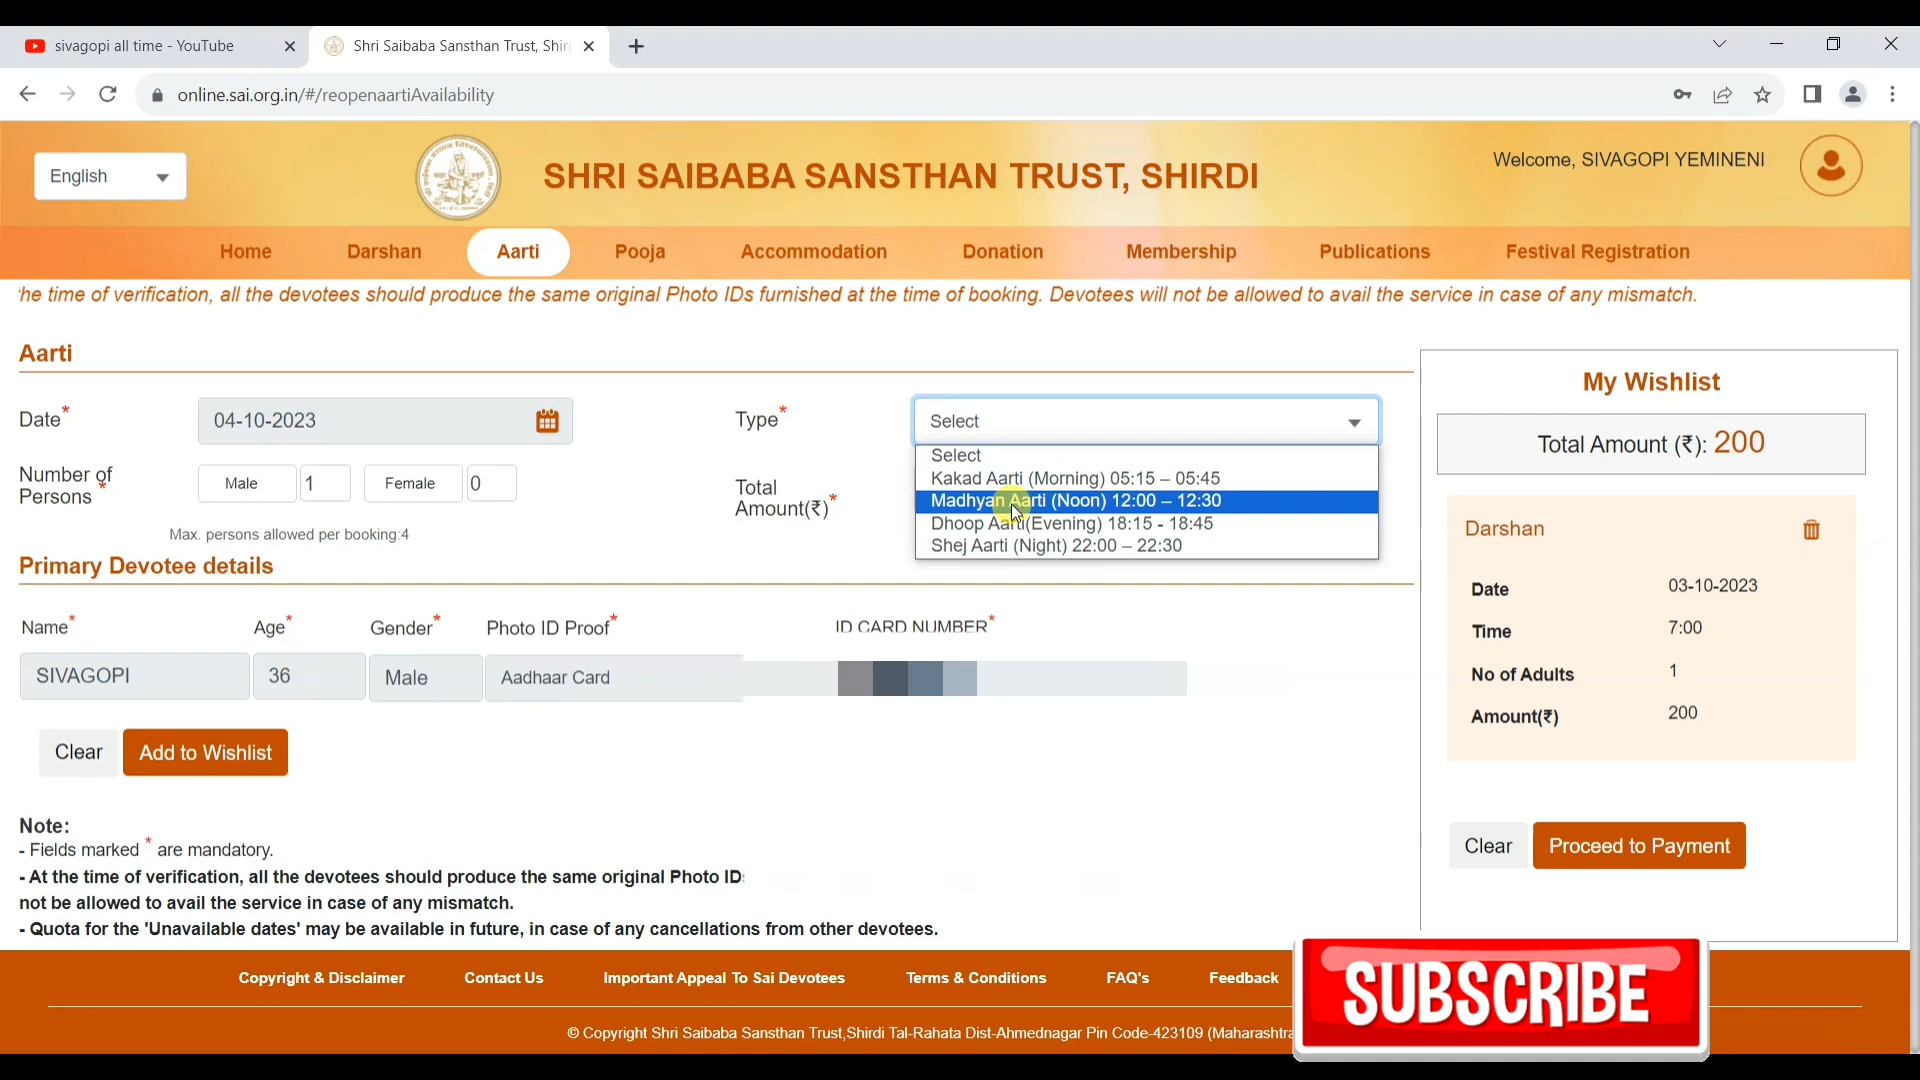 sivagopi all time - YouTube
Shri Saibaba Sansthan Trust, Shir
online.sai.org.in/#/reopenaartiAvailability
English
SHRI SAIBABA SANSTHAN TRUST, SHIRDI
Welcome, SIVAGOPI YEMINENI
Home Darshan Aarti Pooja Accommodation Donation Membership Publications Festival Registration
he time of verification, all the devotees should produce the same original Photo IDs furnished at the time of booking. Devotees will not be allowed to avail the service in case of any mismatch.
Aarti
Date* 04-10-2023
Type* Select
Select
Kakad Aarti (Morning) 05:15 – 05:45
Madhyan Aarti (Noon) 12:00 – 12:30
Dhoop Aarti(Evening) 18:15 - 18:45
Shej Aarti (Night) 22:00 – 22:30
Number of Persons* Male 1 Female 0
Total Amount(₹)*
Max. persons allowed per booking:4
Primary Devotee details
Name* Age* Gender* Photo ID Proof* ID CARD NUMBER*
SIVAGOPI 36 Male Aadhaar Card
Clear Add to Wishlist
Note:
- Fields marked * are mandatory.
- At the time of verification, all the devotees should produce the same original Photo ID
not be allowed to avail the service in case of any mismatch.
- Quota for the 'Unavailable dates' may be available in future, in case of any cancellations from other devotees.
My Wishlist
Total Amount (₹): 200
Darshan
Date 03-10-2023
Time 7:00
No of Adults 1
Amount(₹) 200
Clear Proceed to Payment
Copyright & Disclaimer Contact Us Important Appeal To Sai Devotees Terms & Conditions FAQ's Feedback
© Copyright Shri Saibaba Sansthan Trust,Shirdi Tal-Rahata Dist-Ahmednagar Pin Code-423109 (Maharashtra
SUBSCRIBE